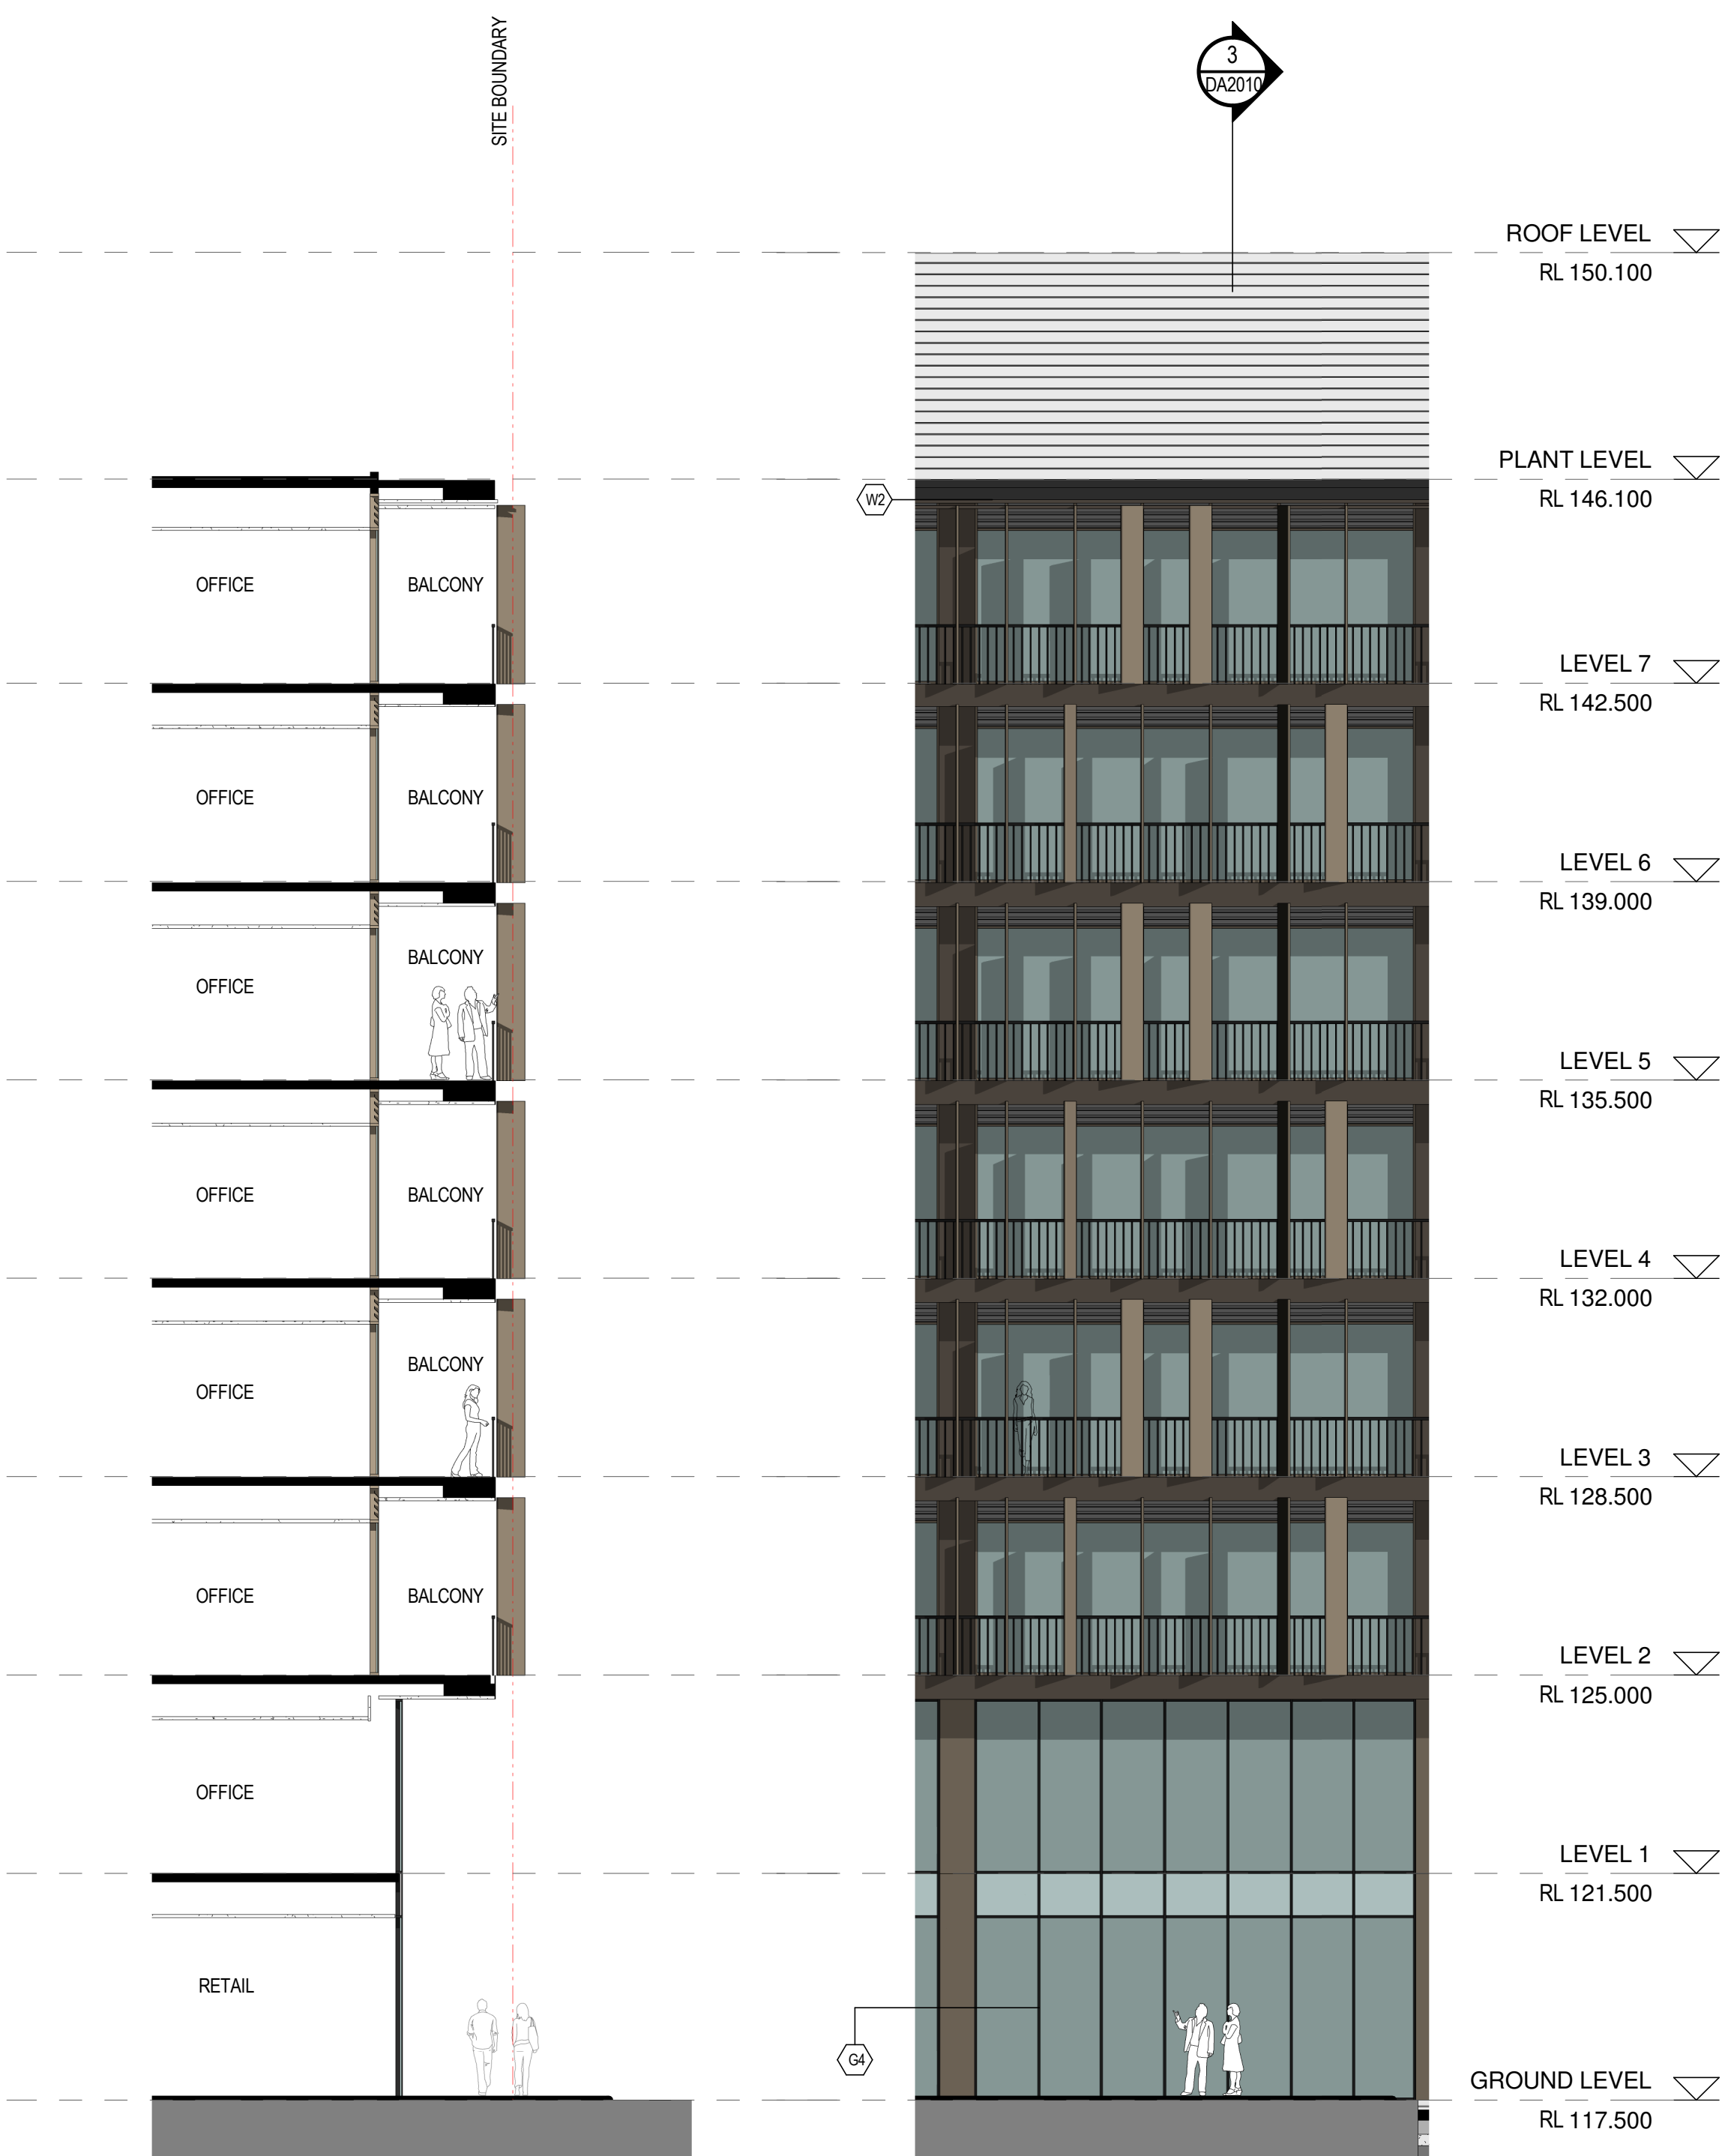 SITE BOUNDARY
3
DA2010
ROOF LEVEL
RL 150.100
PLANT LEVEL
RL 146.100
W2
OFFICE
BALCONY
LEVEL 7
RL 142.500
OFFICE
BALCONY
LEVEL 6
RL 139.000
BALCONY
OFFICE
LEVEL 5
RL 135.500
OFFICE
BALCONY
LEVEL 4
RL 132.000
BALCONY
OFFICE
LEVEL 3
RL 128.500
OFFICE
BALCONY
LEVEL 2
RL 125.000
OFFICE
LEVEL 1
RL 121.500
RETAIL
G4
GROUND LEVEL
RL 117.500